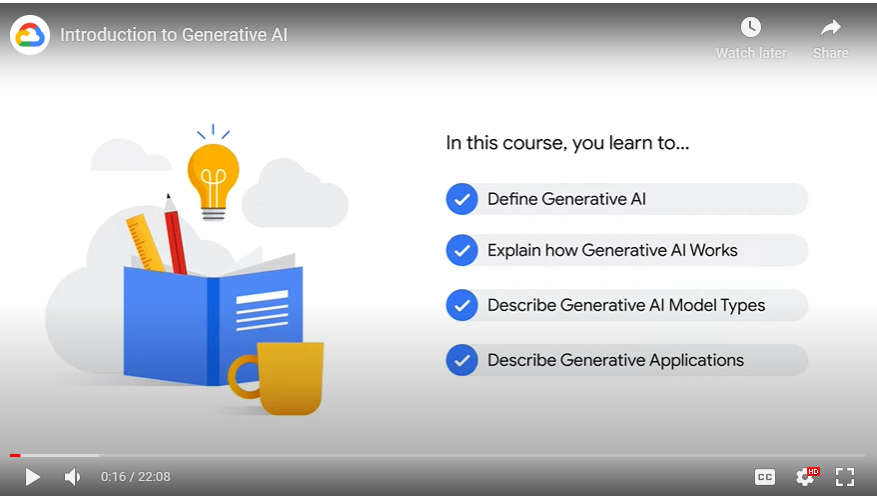 Introduction to Generative AI
Watch later
Share
In this course, you learn to...
Define Generative AI
Explain how Generative AI Works
Describe Generative AI Model Types
Describe Generative Applications
0:16 / 22:08
CC
HD